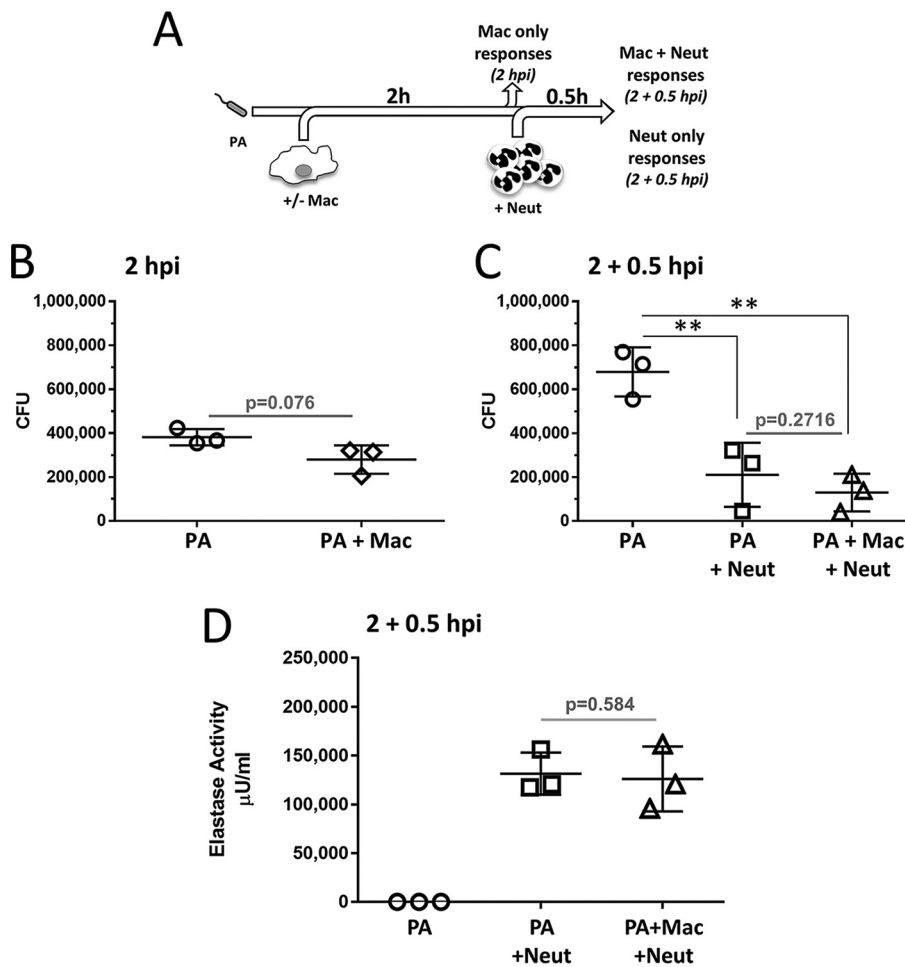 A
Mac only
responses
(2 hpi)
Mac + Neut
responses
(2 + 0.5 hpi)
2h
0.5h
PA
Neut only
responses
(2 + 0.5 hpi)
+/- Mac
+ Neut
B
2 hpi
1,000,000
800,000
600,000
400,000
200,000
0
CFU
p=0.076
PA
PA + Mac
C
2 + 0.5 hpi
1,000,000
800,000
600,000
400,000
200,000
0
CFU
**
**
p=0.2716
PA
PA
+ Neut
PA + Mac
+ Neut
D
2 + 0.5 hpi
250,000
200,000
150,000
100,000
50,000
0
Elastase Activity
µU/ml
p=0.584
PA
PA
+Neut
PA+Mac
+Neut